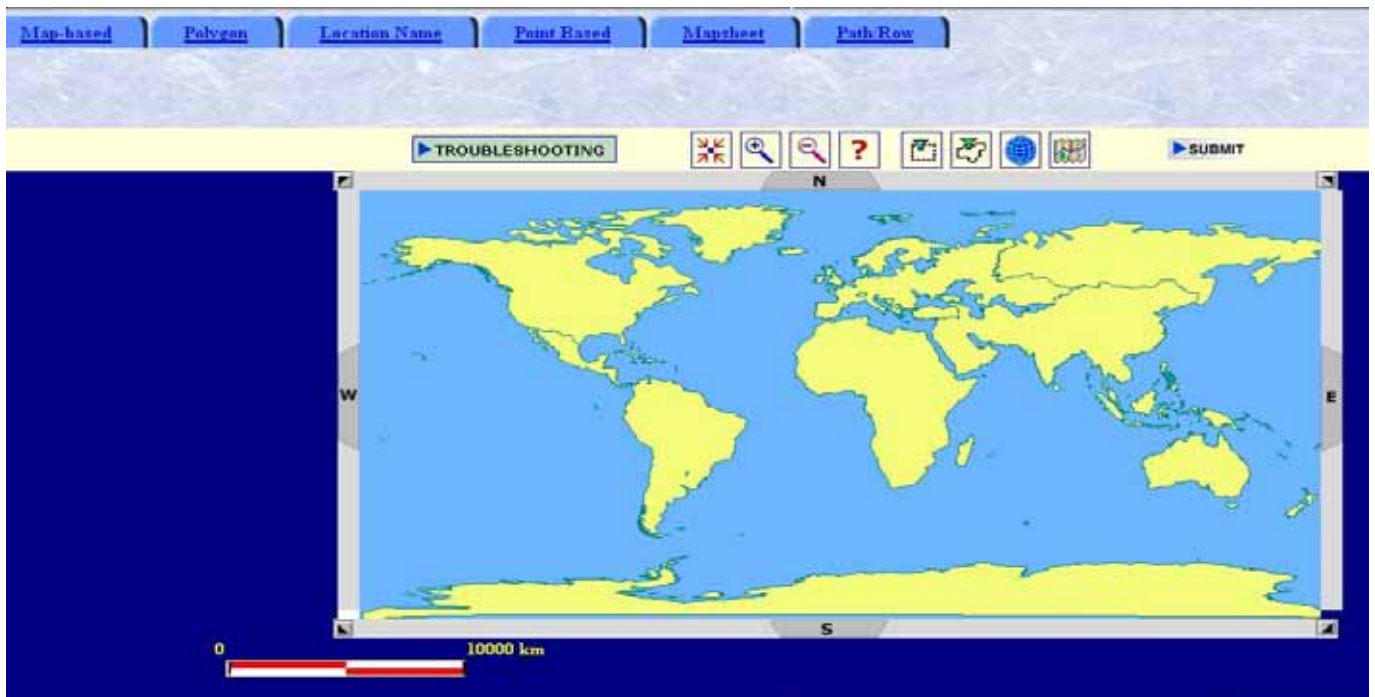 Map-based Polygon Location Name Point Based Mapsheet Path/Row
TROUBLESHOOTING ? SUBMIT
N
W E
S
0 10000 km